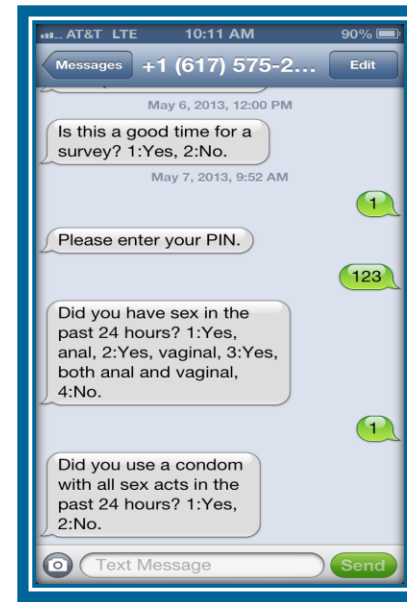 AT&T LTE 10:11 AM 90%
Messages +1 (617) 575-2... Edit
May 6, 2013, 12:00 PM
Is this a good time for a
survey? 1:Yes, 2:No.
May 7, 2013, 9:52 AM
1
Please enter your PIN.
123
Did you have sex in the
past 24 hours? 1:Yes,
anal, 2:Yes, vaginal, 3:Yes,
both anal and vaginal,
4:No.
1
Did you use a condom
with all sex acts in the
past 24 hours? 1:Yes,
2:No.
Text Message Send